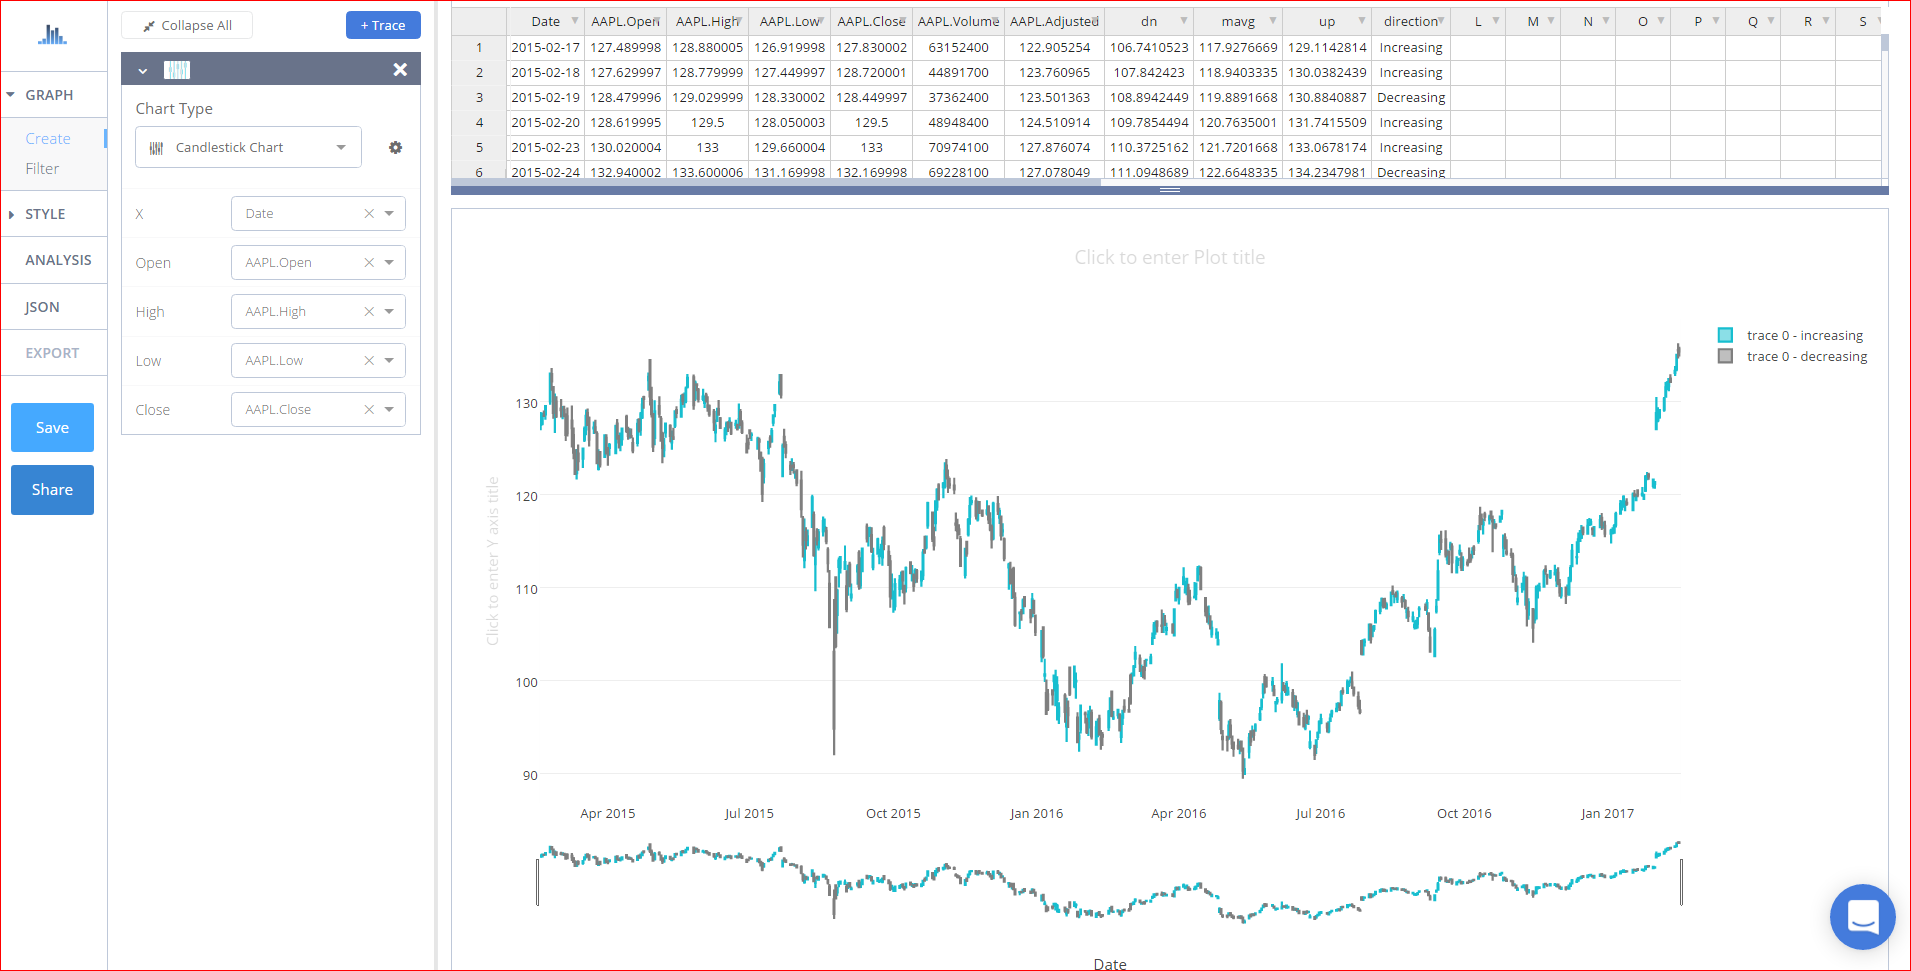 Collapse All
+ Trace
GRAPH
Create
Filter
STYLE
ANALYSIS
JSON
EXPORT
Save
Share
Chart Type
Candlestick Chart
X Date
Open AAPL.Open
High AAPL.High
Low AAPL.Low
Close AAPL.Close
Date AAPL.Open AAPL.High AAPL.Low AAPL.Close AAPL.Volume AAPL.Adjusted dn mavg up direction L M N O P Q R S
1 2015-02-17 127.489998 128.880005 126.919998 127.830002 63152400 122.905254 106.7410523 117.9276669 129.1142814 Increasing
2 2015-02-18 127.629997 128.779999 127.449997 128.720001 44891700 123.760965 107.842423 118.9403335 130.0382439 Increasing
3 2015-02-19 128.479996 129.029999 128.330002 128.449997 37362400 123.501363 108.8942449 119.8891668 130.8840887 Decreasing
4 2015-02-20 128.619995 129.5 128.050003 129.5 48948400 124.510914 109.7854494 120.7635001 131.7415509 Increasing
5 2015-02-23 130.020004 133 129.660004 133 70974100 127.876074 110.3725162 121.7201668 133.0678174 Increasing
6 2015-02-24 132.940002 133.600006 131.169998 132.169998 69228100 127.078049 111.0948689 122.6648335 134.2347981 Decreasing
Click to enter Plot title
trace 0 - increasing
trace 0 - decreasing
Click to enter Y axis title
130
120
110
100
90
Apr 2015 Jul 2015 Oct 2015 Jan 2016 Apr 2016 Jul 2016 Oct 2016 Jan 2017
Date